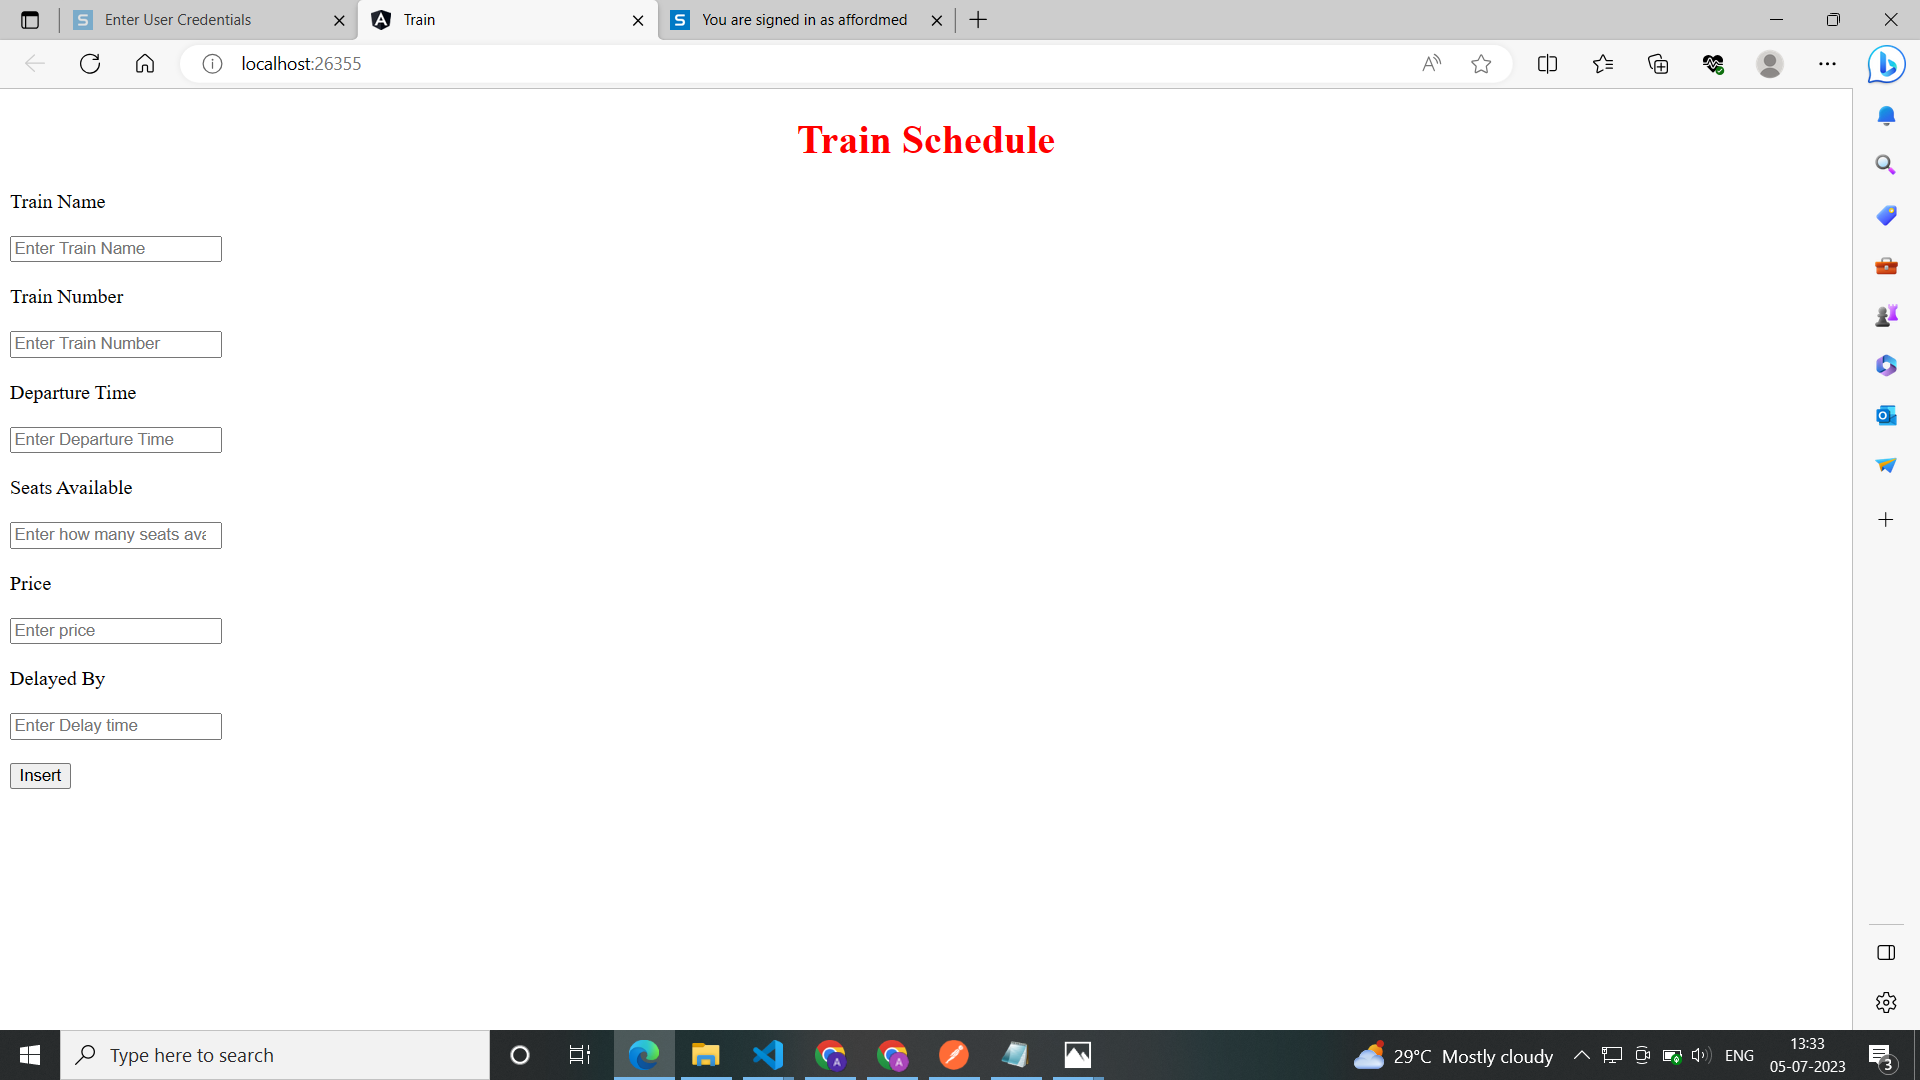 Enter User Credentials
Train
You are signed in as affordmed
localhost:26355
Train Schedule
Train Name
Enter Train Name
Train Number
Enter Train Number
Departure Time
Enter Departure Time
Seats Available
Enter how many seats ava
Price
Enter price
Delayed By
Enter Delay time
Insert
Type here to search
29°C Mostly cloudy
ENG
13:33
05-07-2023
3